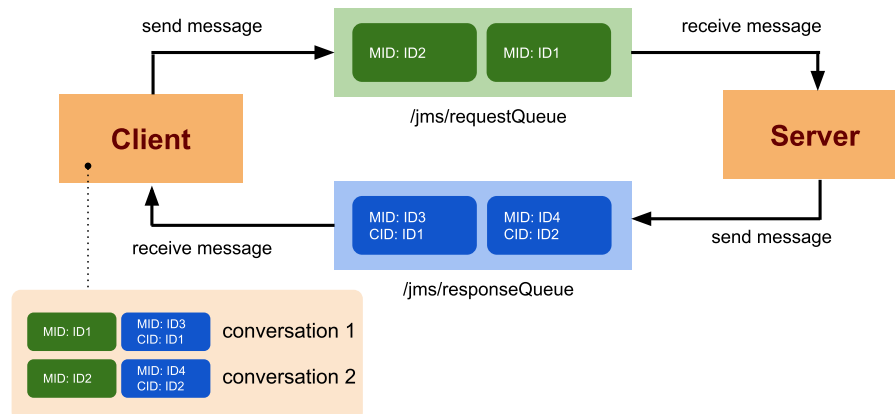 send message
MID: ID2
MID: ID1
receive message
/jms/requestQueue
Client
Server
MID: ID3
CID: ID1
MID: ID4
CID: ID2
receive message
send message
/jms/responseQueue
MID: ID1
MID: ID3
CID: ID1
conversation 1
MID: ID2
MID: ID4
CID: ID2
conversation 2